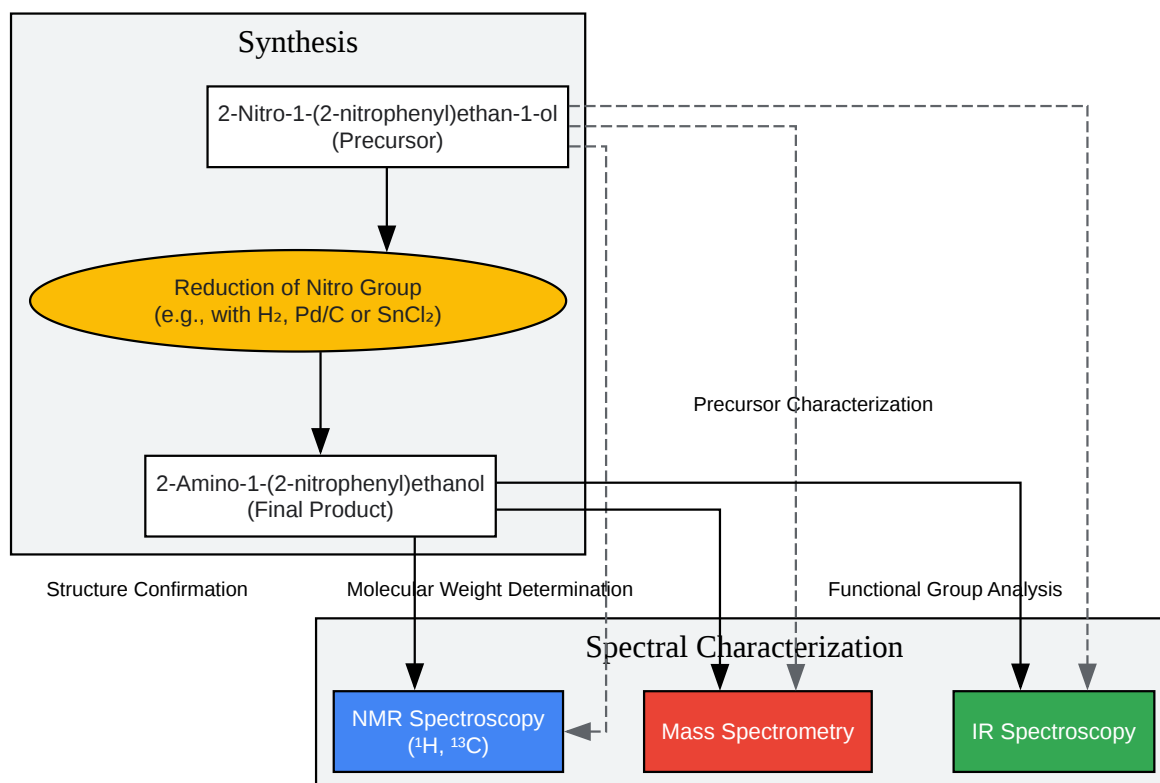 Synthesis
2-Nitro-1-(2-nitrophenyl)ethan-1-ol
(Precursor)
Reduction of Nitro Group
(e.g., with H₂, Pd/C or SnCl₂)
Precursor Characterization
2-Amino-1-(2-nitrophenyl)ethanol
(Final Product)
Structure Confirmation
Molecular Weight Determination
Functional Group Analysis
Spectral Characterization
NMR Spectroscopy
(¹H, ¹³C)
Mass Spectrometry
IR Spectroscopy